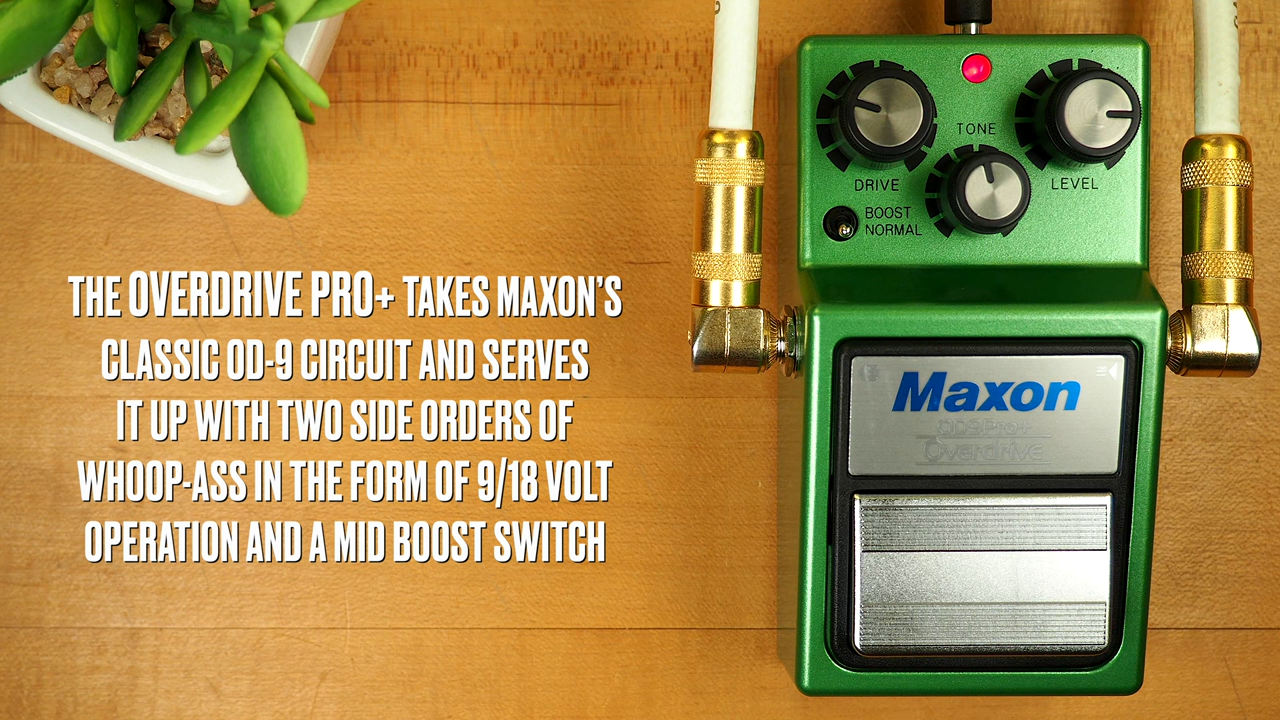 THE OVERDRIVE PRO+ TAKES MAXON'S
CLASSIC OD-9 CIRCUIT AND SERVES
IT UP WITH TWO SIDE ORDERS OF
WHOOP-ASS IN THE FORM OF 9/18 VOLT
OPERATION AND A MID BOOST SWITCH
TONE
DRIVE
LEVEL
BOOST
NORMAL
Maxon
OD9Pro+
Overdrive